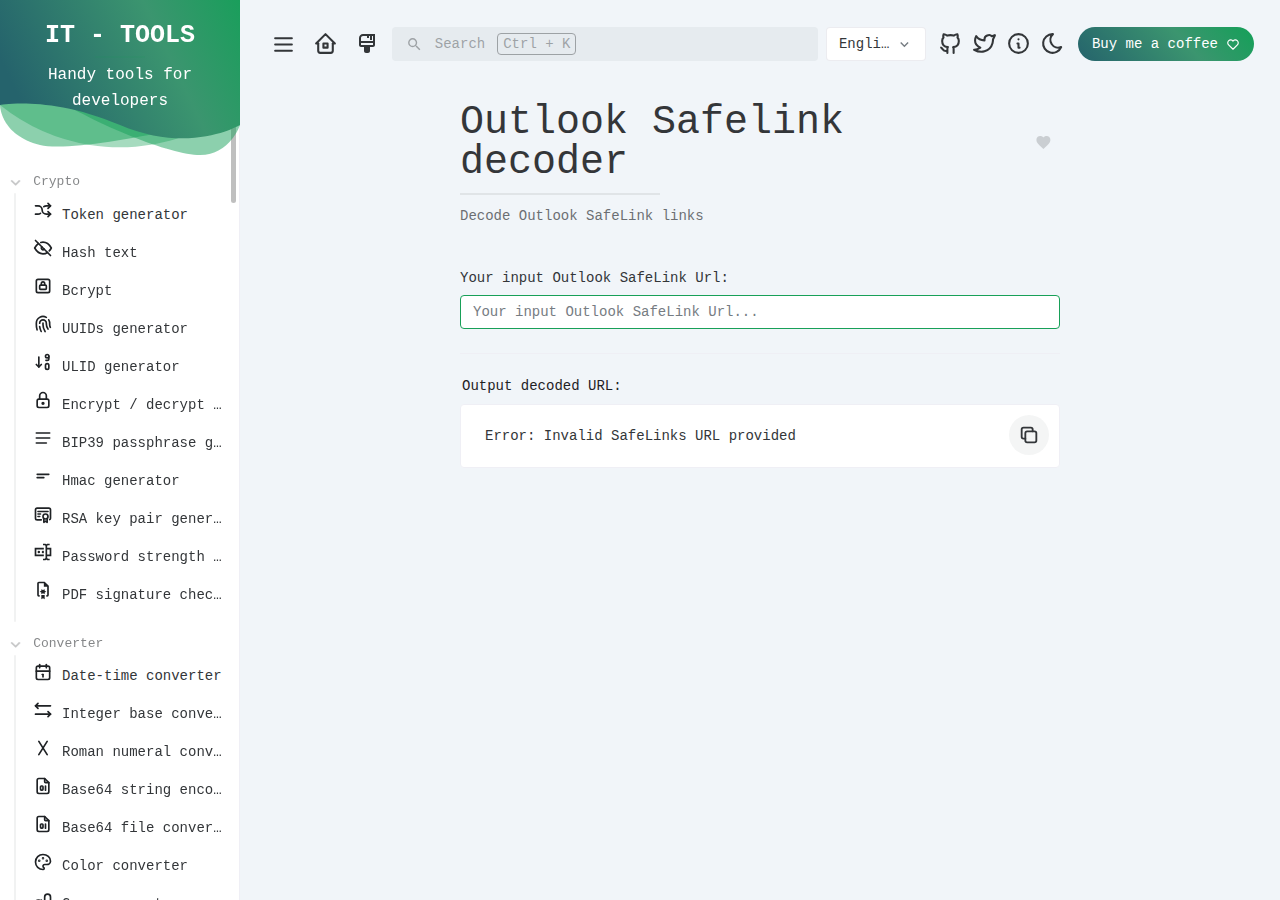 IT - TOOLS
Handy tools for
developers
Crypto
Token generator
Hash text
Bcrypt
UUIDs generator
ULID generator
Encrypt / decrypt …
BIP39 passphrase g…
Hmac generator
RSA key pair gener…
Password strength …
PDF signature chec…
Converter
Date-time converter
Integer base conve…
Roman numeral conv…
Base64 string enco…
Base64 file conver…
Color converter
Search Ctrl + K
Engli…
Buy me a coffee
Outlook Safelink
decoder
Decode Outlook SafeLink links
Your input Outlook SafeLink Url:
Your input Outlook SafeLink Url...
Output decoded URL:
Error: Invalid SafeLinks URL provided